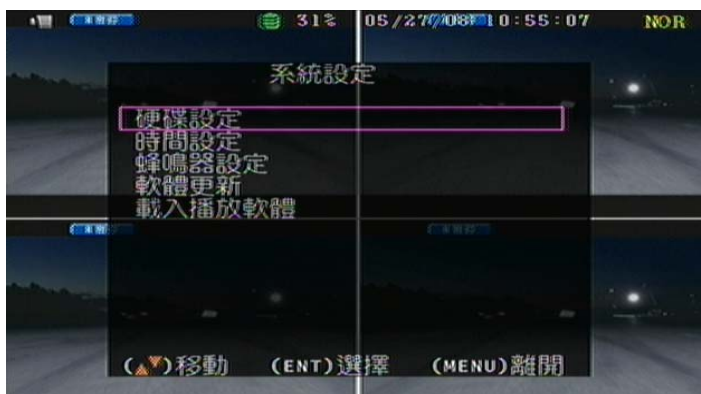 31% 05/27/08 10:55:07 NOR
系統設定
硬碟設定
時間設定
蜂鳴器設定
軟體更新
載入播放軟體
(▲▼)移動 (ENT)選擇 (MENU)離開